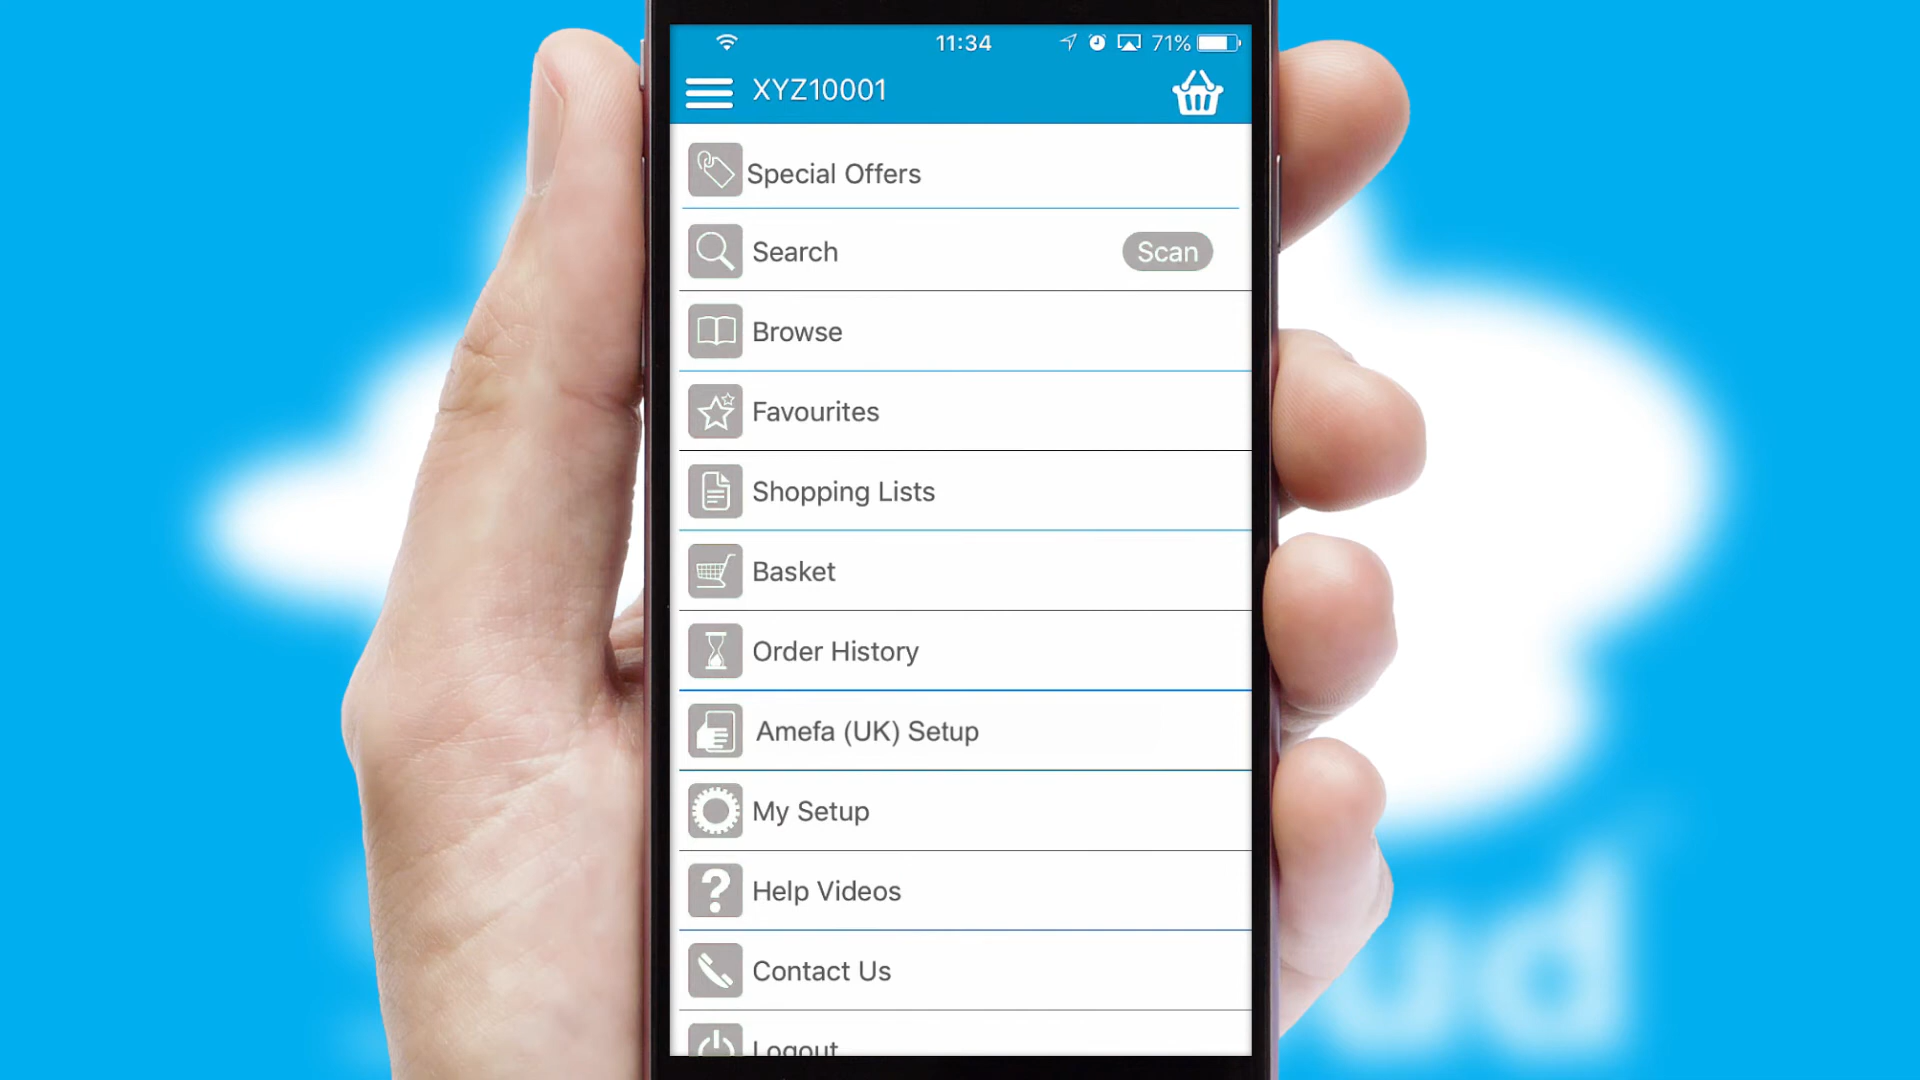 11:34
71%
XYZ10001
Special Offers
Search
Scan
Browse
Favourites
Shopping Lists
Basket
Order History
Amefa (UK) Setup
My Setup
Help Videos
Contact Us
Logout
ud